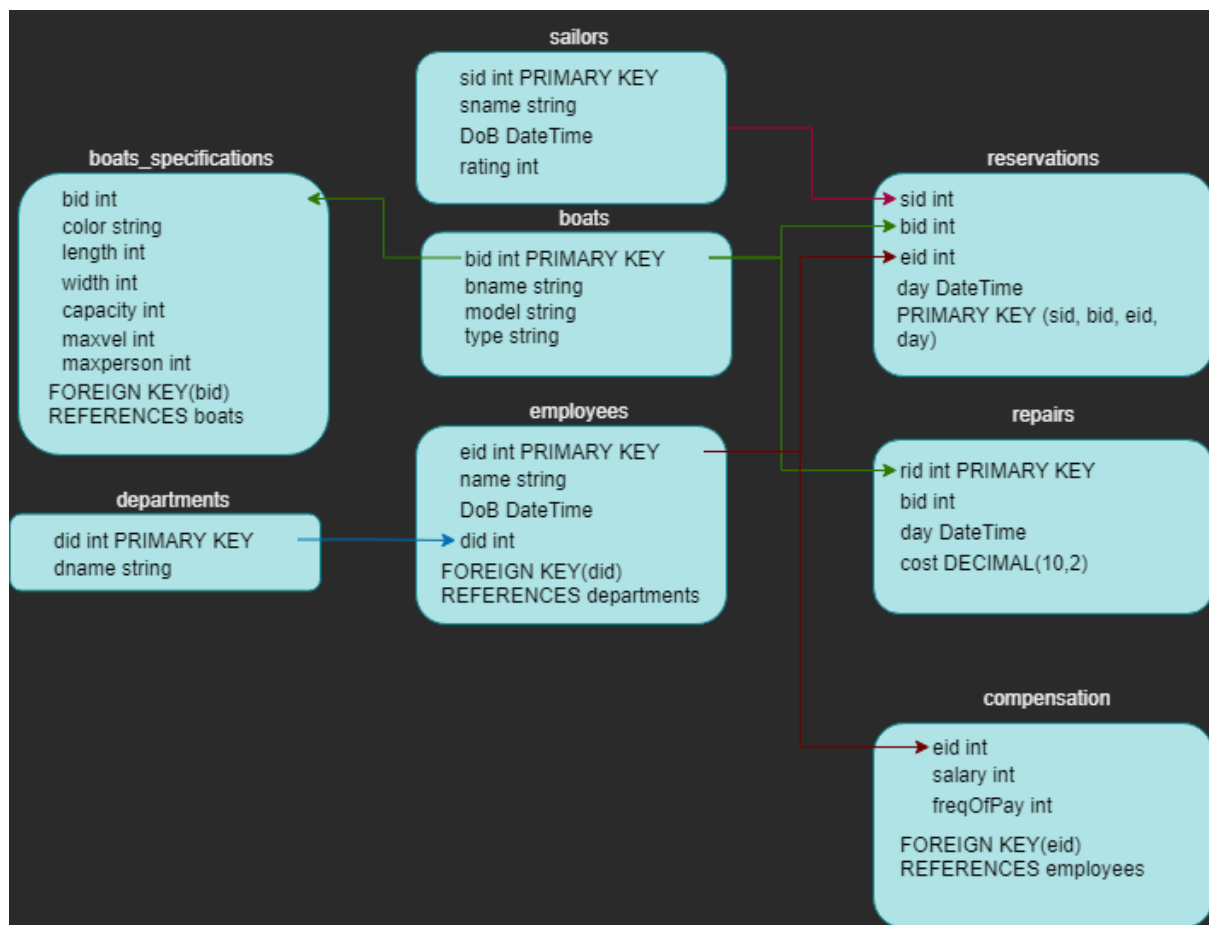 sailors
sid int PRIMARY KEY
sname string
DoB DateTime
rating int
boats_specifications
bid int
color string
length int
width int
capacity int
maxvel int
maxperson int
FOREIGN KEY(bid)
REFERENCES boats
boats
bid int PRIMARY KEY
bname string
model string
type string
reservations
sid int
bid int
eid int
day DateTime
PRIMARY KEY (sid, bid, eid,
day)
employees
eid int PRIMARY KEY
name string
DoB DateTime
did int
FOREIGN KEY(did)
REFERENCES departments
repairs
rid int PRIMARY KEY
bid int
day DateTime
cost DECIMAL(10,2)
departments
did int PRIMARY KEY
dname string
compensation
eid int
salary int
freqOfPay int
FOREIGN KEY(eid)
REFERENCES employees